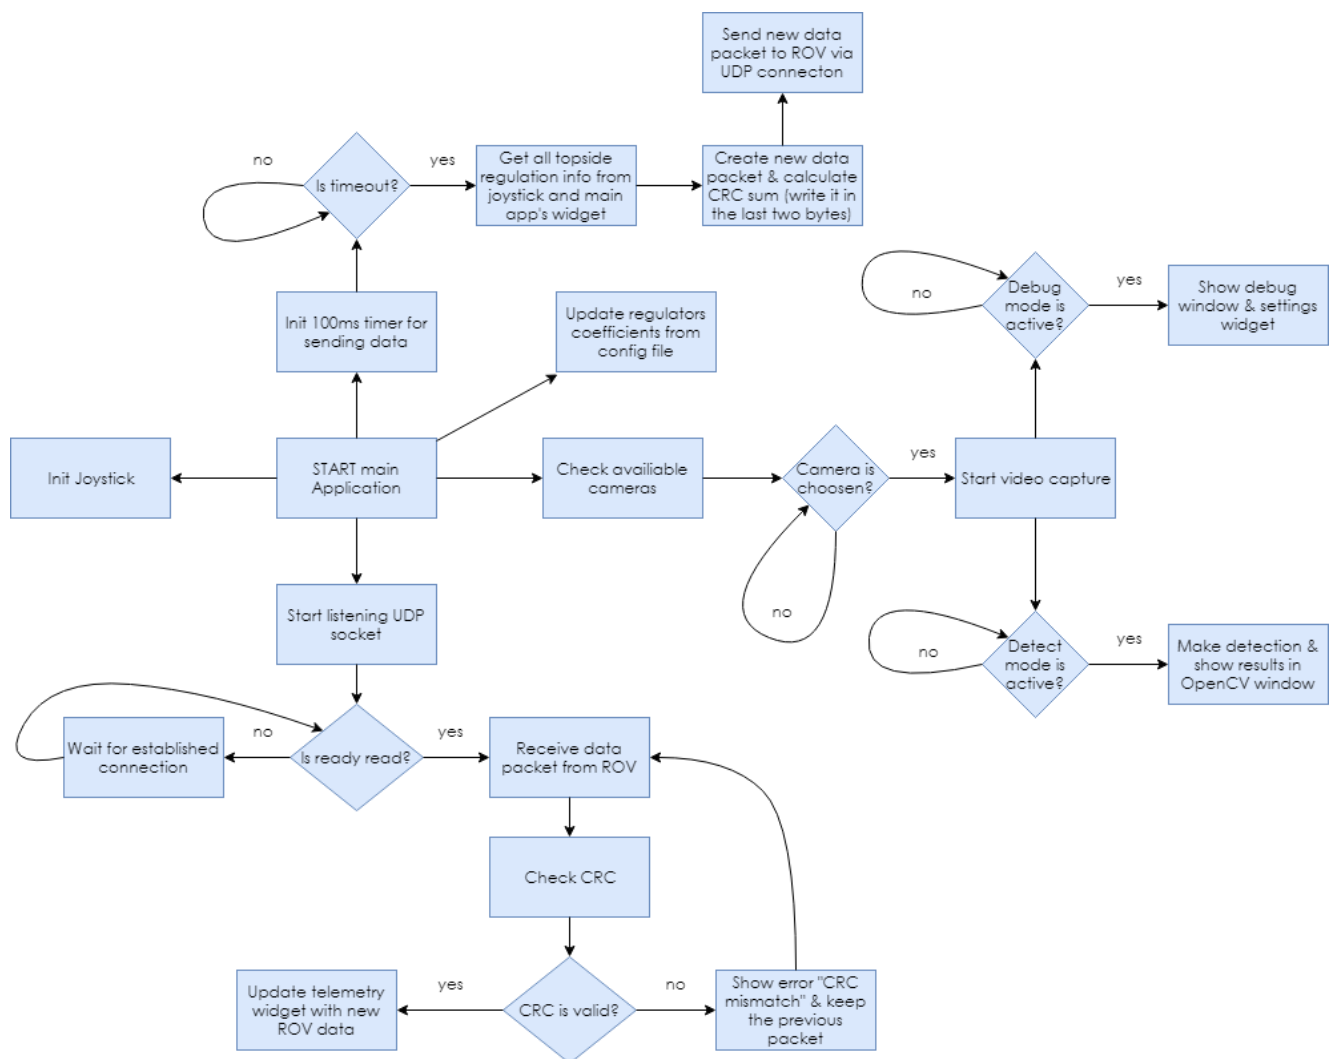 Send new data
packet to ROV via
UDP connecton
no
Is timeout?
yes
Get all topside
regulation info from
joystick and main
app's widget
Create new data
packet & calculate
CRC sum (write it in
the last two bytes)
Init 100ms timer for
sending data
Update regulators
coefficients from
config file
no
Debug
mode is
active?
yes
Show debug
window & settings
widget
Init Joystick
START main
Application
Check availiable
cameras
Camera is
choosen?
yes
Start video capture
no
Start listening UDP
socket
no
Detect
mode is
active?
yes
Make detection &
show results in
OpenCV window
Wait for established
connection
no
Is ready read?
yes
Receive data
packet from ROV
Check CRC
Update telemetry
widget with new
ROV data
yes
CRC is valid?
no
Show error "CRC
mismatch" & keep
the previous
packet